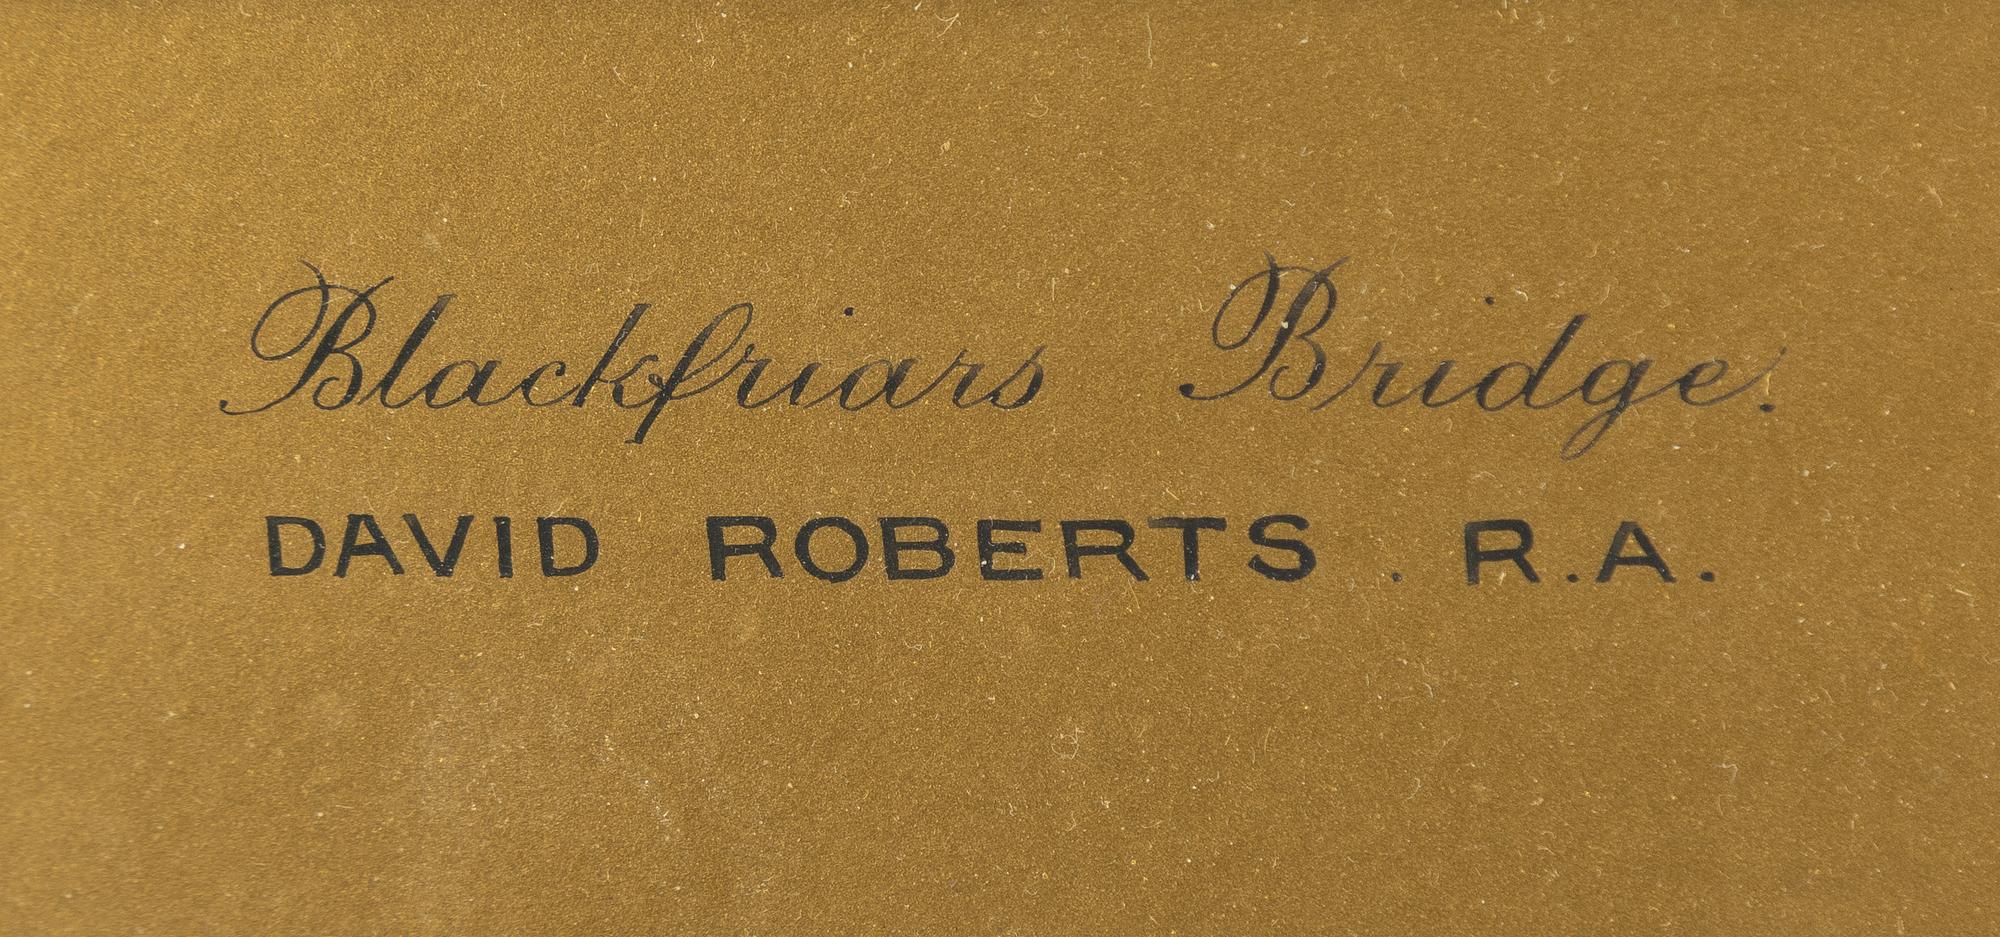 Blackfriars Bridge.
DAVID ROBERTS . R.A.